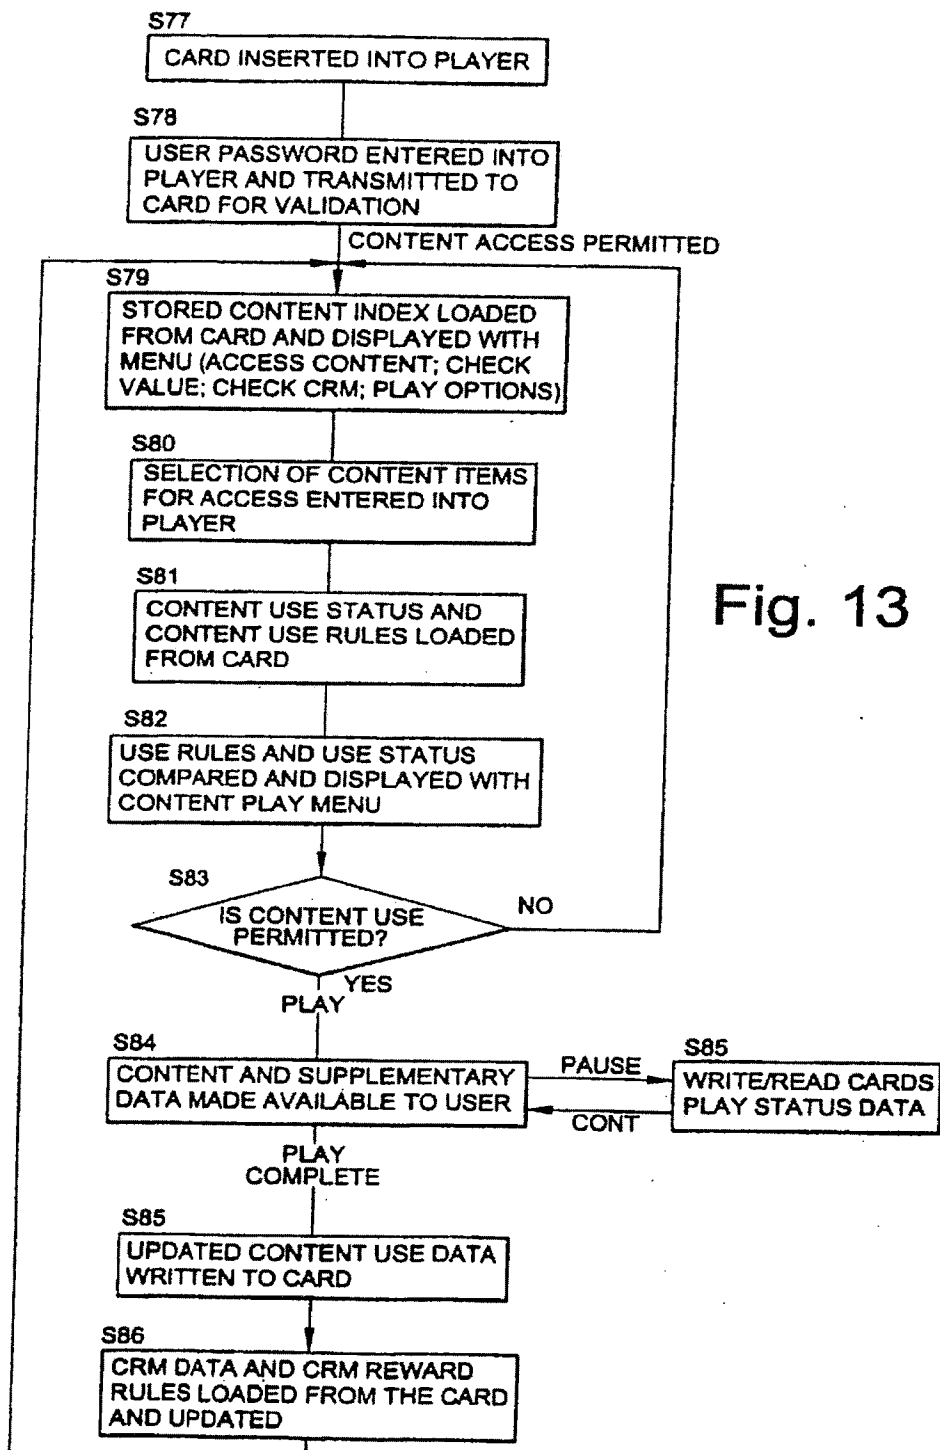 S77
CARD INSERTED INTO PLAYER
S78
USER PASSWORD ENTERED INTO
PLAYER AND TRANSMITTED TO
CARD FOR VALIDATION
CONTENT ACCESS PERMITTED
S79
STORED CONTENT INDEX LOADED
FROM CARD AND DISPLAYED WITH
MENU (ACCESS CONTENT; CHECK
VALUE; CHECK CRM; PLAY OPTIONS)
S80
SELECTION OF CONTENT ITEMS
FOR ACCESS ENTERED INTO
PLAYER
S81
CONTENT USE STATUS AND
CONTENT USE RULES LOADED
FROM CARD
Fig. 13
S82
USE RULES AND USE STATUS
COMPARED AND DISPLAYED WITH
CONTENT PLAY MENU
S83
IS CONTENT USE
PERMITTED?
NO
YES
PLAY
S84
CONTENT AND SUPPLEMENTARY
DATA MADE AVAILABLE TO USER
PAUSE
CONT
S85
WRITE/READ CARDS
PLAY STATUS DATA
PLAY
COMPLETE
S85
UPDATED CONTENT USE DATA
WRITTEN TO CARD
S86
CRM DATA AND CRM REWARD
RULES LOADED FROM THE CARD
AND UPDATED